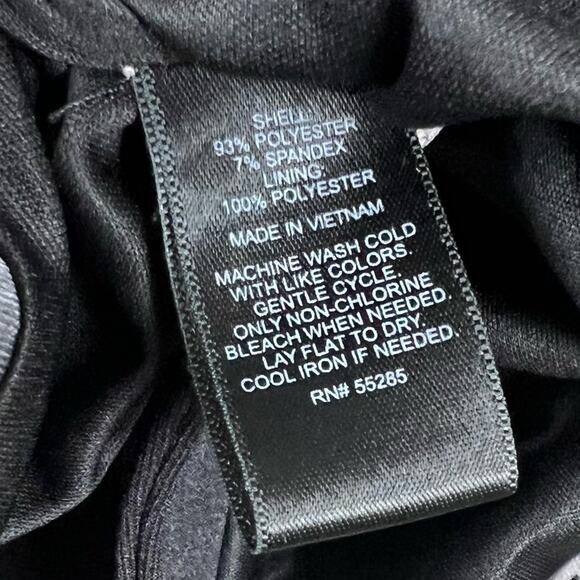 SHELL:
93% POLYESTER
7% SPANDEX
LINING:
100% POLYESTER
MADE IN VIETNAM
MACHINE WASH COLD
WITH LIKE COLORS.
GENTLE CYCLE.
ONLY NON-CHLORINE
BLEACH WHEN NEEDED.
LAY FLAT TO DRY.
COOL IRON IF NEEDED.
RN# 55285